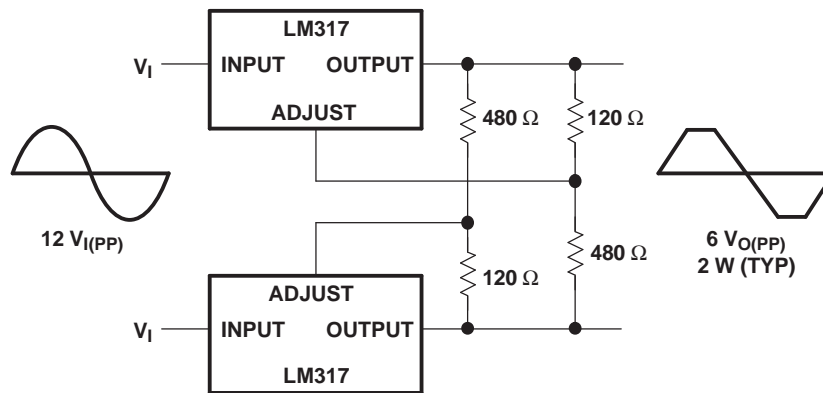 LM317
V_I INPUT OUTPUT
ADJUST
480 Ω
120 Ω
12 V_I(PP)
6 V_O(PP)
2 W (TYP)
120 Ω
480 Ω
ADJUST
V_I INPUT OUTPUT
LM317